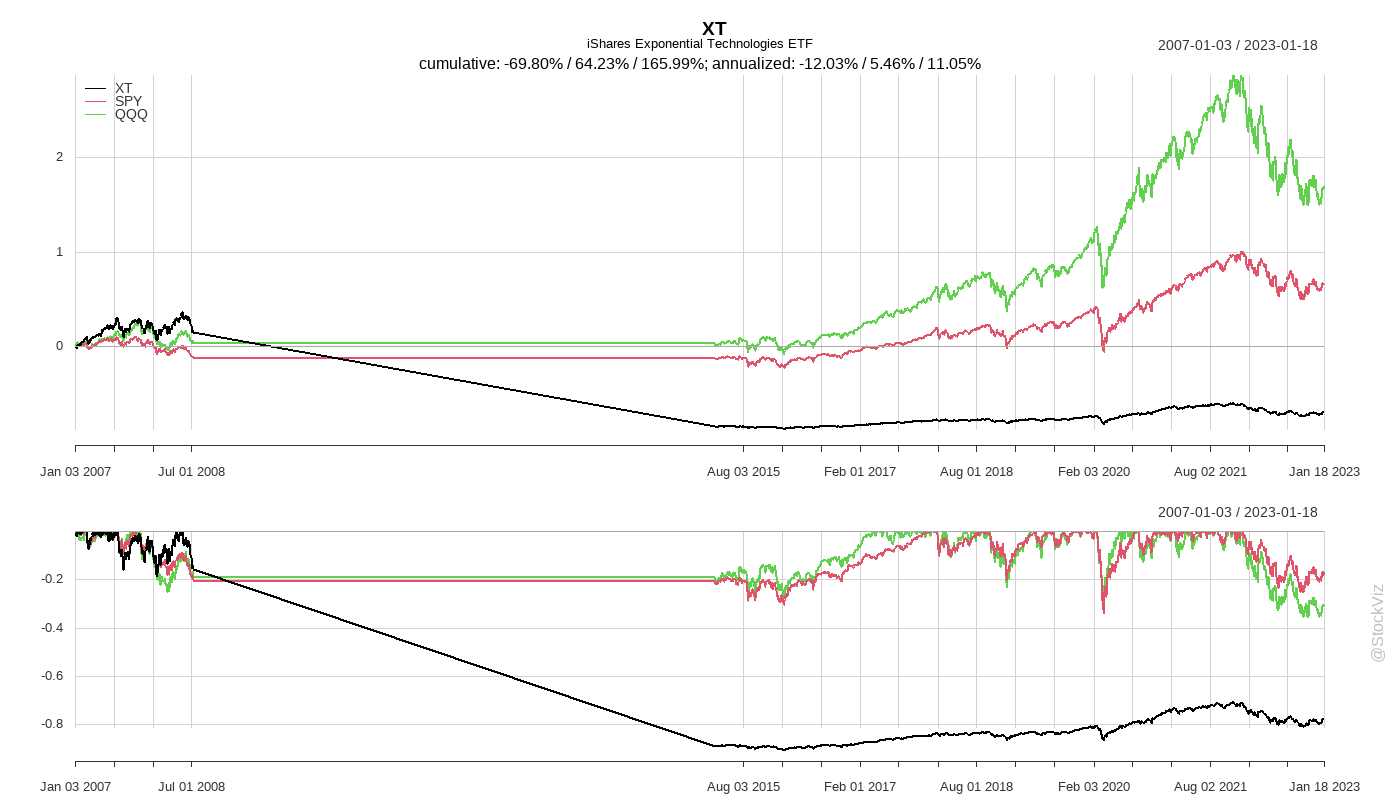 XT
iShares Exponential Technologies ETF
2007-01-03 / 2023-01-18
cumulative: -69.80% / 64.23% / 165.99%; annualized: -12.03% / 5.46% / 11.05%
XT
SPY
QQQ
2
1
0
Jan 03 2007 Jul 01 2008 Aug 03 2015 Feb 01 2017 Aug 01 2018 Feb 03 2020 Aug 02 2021 Jan 18 2023
2007-01-03 / 2023-01-18
-0.2
-0.4
-0.6
-0.8
Jan 03 2007 Jul 01 2008 Aug 03 2015 Feb 01 2017 Aug 01 2018 Feb 03 2020 Aug 02 2021 Jan 18 2023
@StockViz